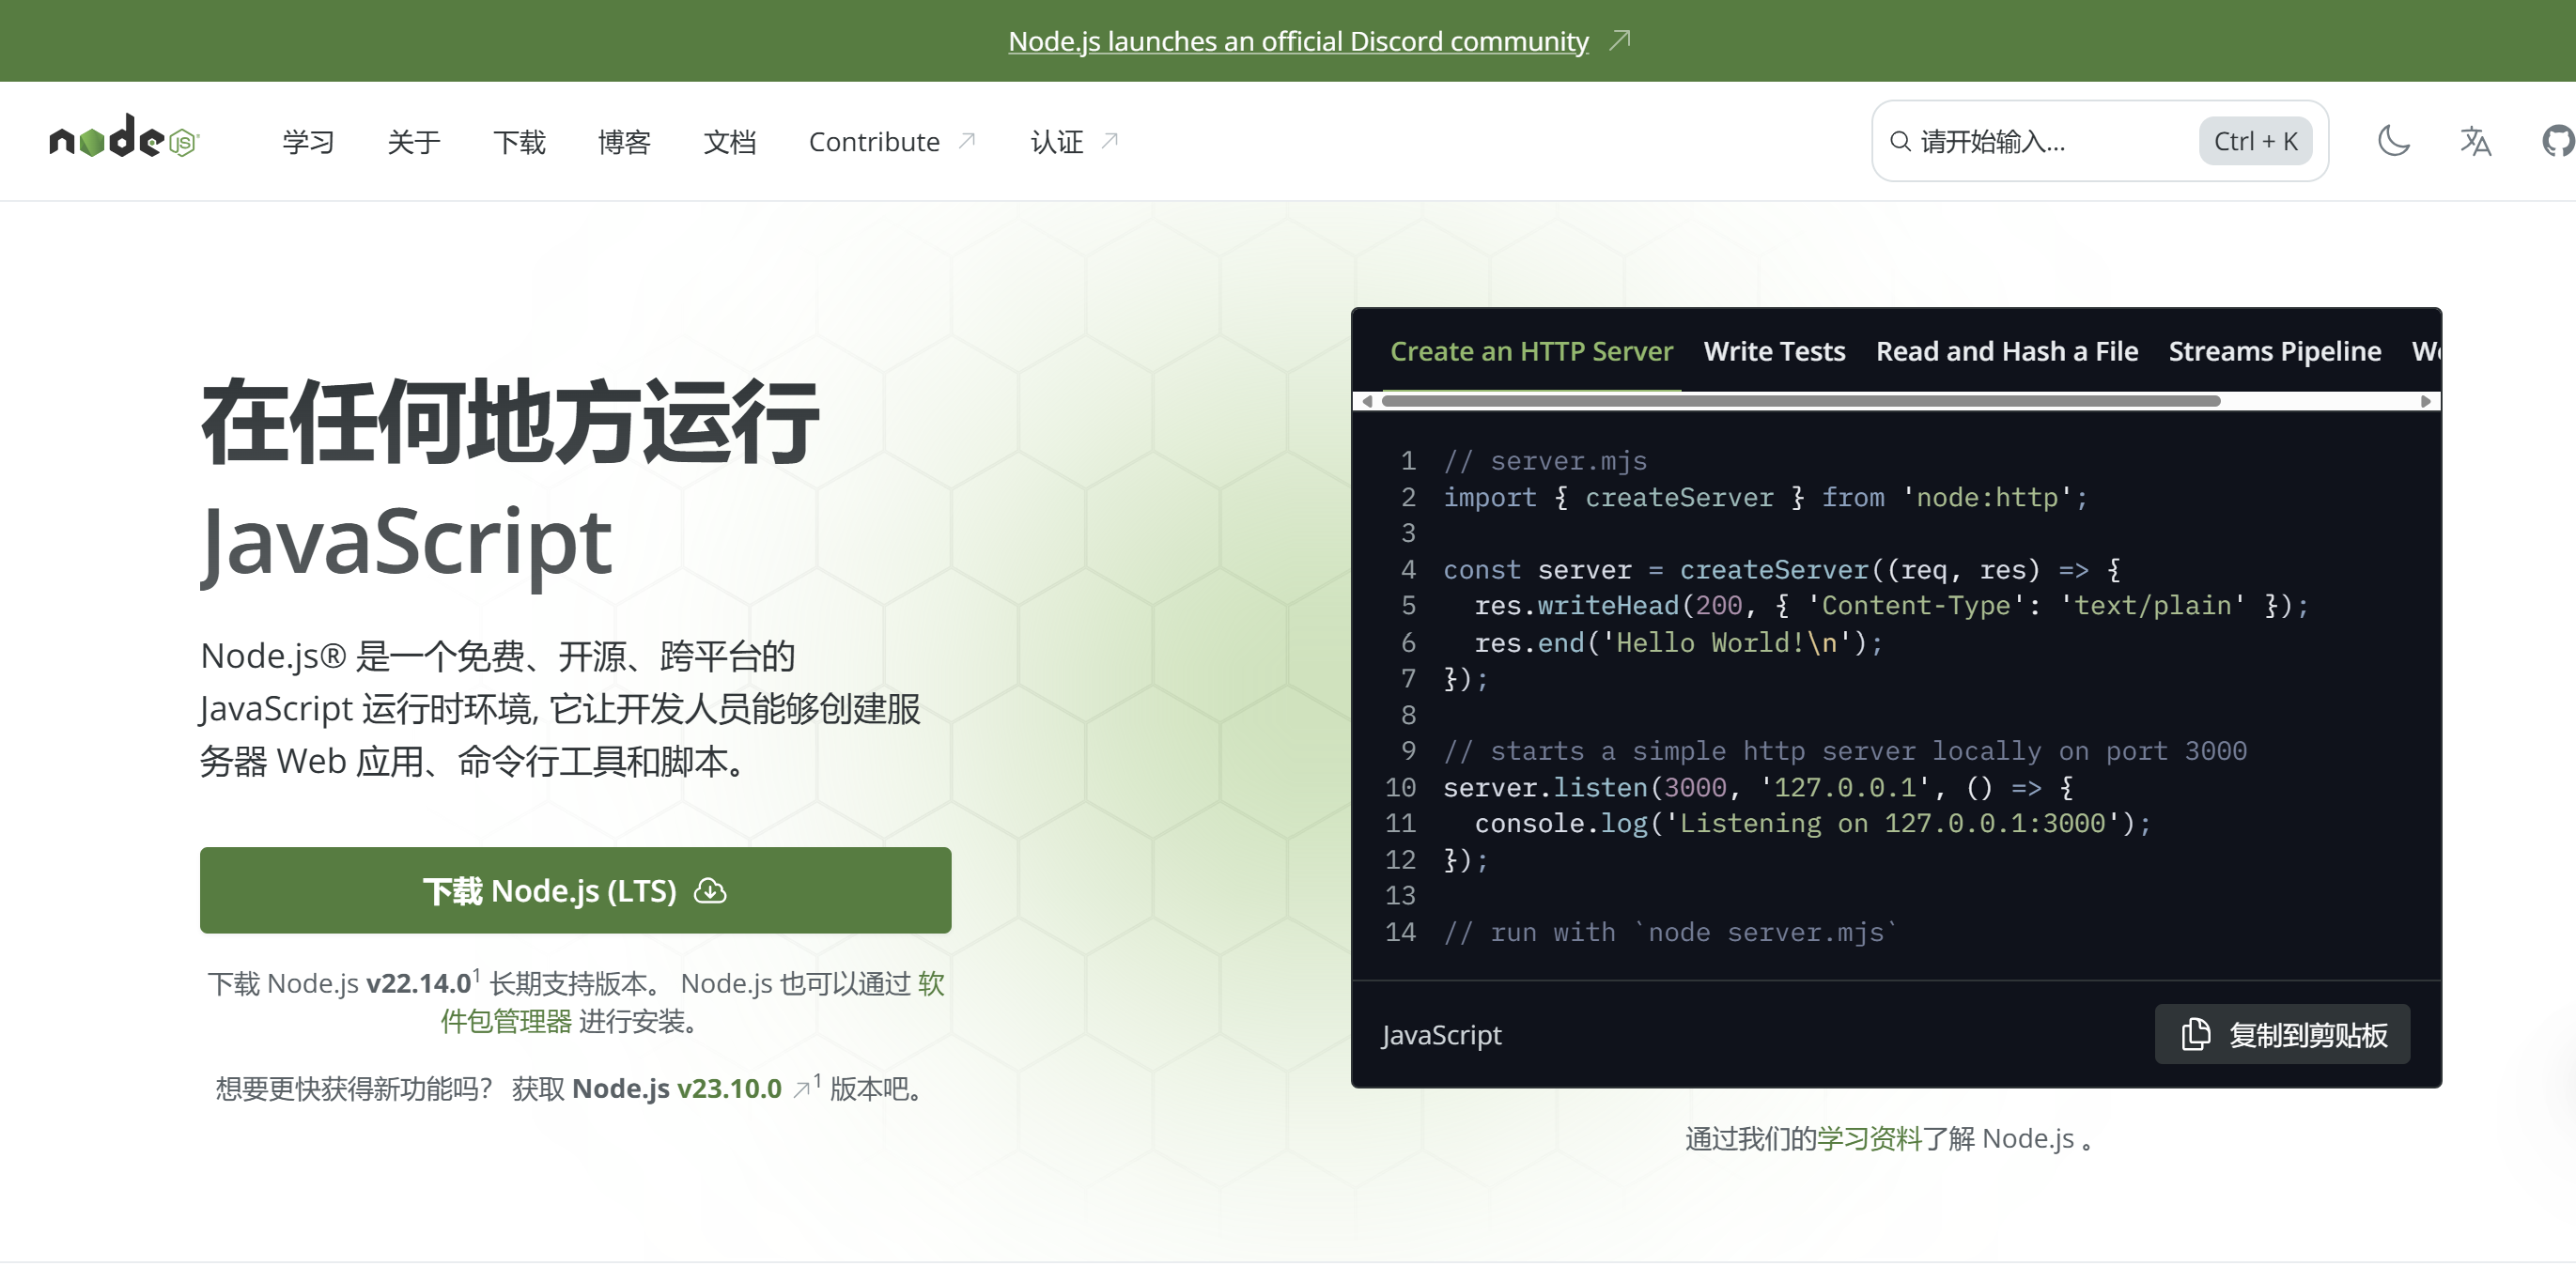 Node.js launches an official Discord community
node JS
学习 关于 下载 博客 文档 Contribute 认证
请开始输入... Ctrl + K
在任何地方运行
JavaScript
Node.js® 是一个免费、开源、跨平台的
JavaScript 运行时环境, 它让开发人员能够创建服
务器 Web 应用、命令行工具和脚本。
下载 Node.js (LTS)
下载 Node.js v22.14.0¹ 长期支持版本。 Node.js 也可以通过 软
件包管理器 进行安装。
想要更快获得新功能吗？ 获取 Node.js v23.10.0 ¹ 版本吧。
Create an HTTP Server Write Tests Read and Hash a File Streams Pipeline
1 // server.mjs
2 import { createServer } from 'node:http';
3
4 const server = createServer((req, res) => {
5   res.writeHead(200, { 'Content-Type': 'text/plain' });
6   res.end('Hello World!\n');
7 });
8
9 // starts a simple http server locally on port 3000
10 server.listen(3000, '127.0.0.1', () => {
11   console.log('Listening on 127.0.0.1:3000');
12 });
13
14 // run with `node server.mjs`
JavaScript
复制到剪贴板
通过我们的学习资料了解 Node.js 。